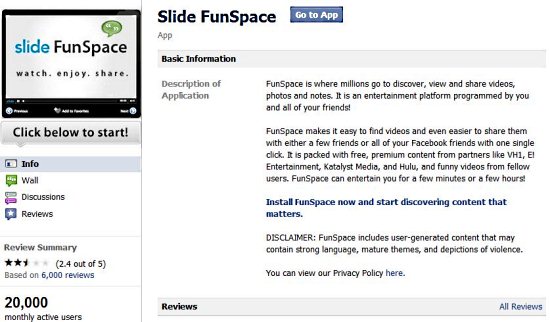 slide FunSpace
watch. enjoy. share.
Previous
Add to Favorites
Next
Click below to start!
Info
Wall
Discussions
Reviews
Review Summary
(2.4 out of 5)
Based on 6,000 reviews
20,000
monthly active users
Slide FunSpace
Go to App
App
Basic Information
Description of
Application
FunSpace is where millions go to discover, view and share videos,
photos and notes. It is an entertainment platform programmed by you
and all of your friends!
FunSpace makes it easy to find videos and even easier to share them
with either a few friends or all of your Facebook friends with one single
click. It is packed with free, premium content from partners like VH1, E!
Entertainment, Katalyst Media, and Hulu, and funny videos from fellow
users. FunSpace can entertain you for a few minutes or a few hours!
Install FunSpace now and start discovering content that
matters.
DISCLAIMER: FunSpace includes user-generated content that may
contain strong language, mature themes, and depictions of violence.
You can view our Privacy Policy here.
Reviews
All Reviews